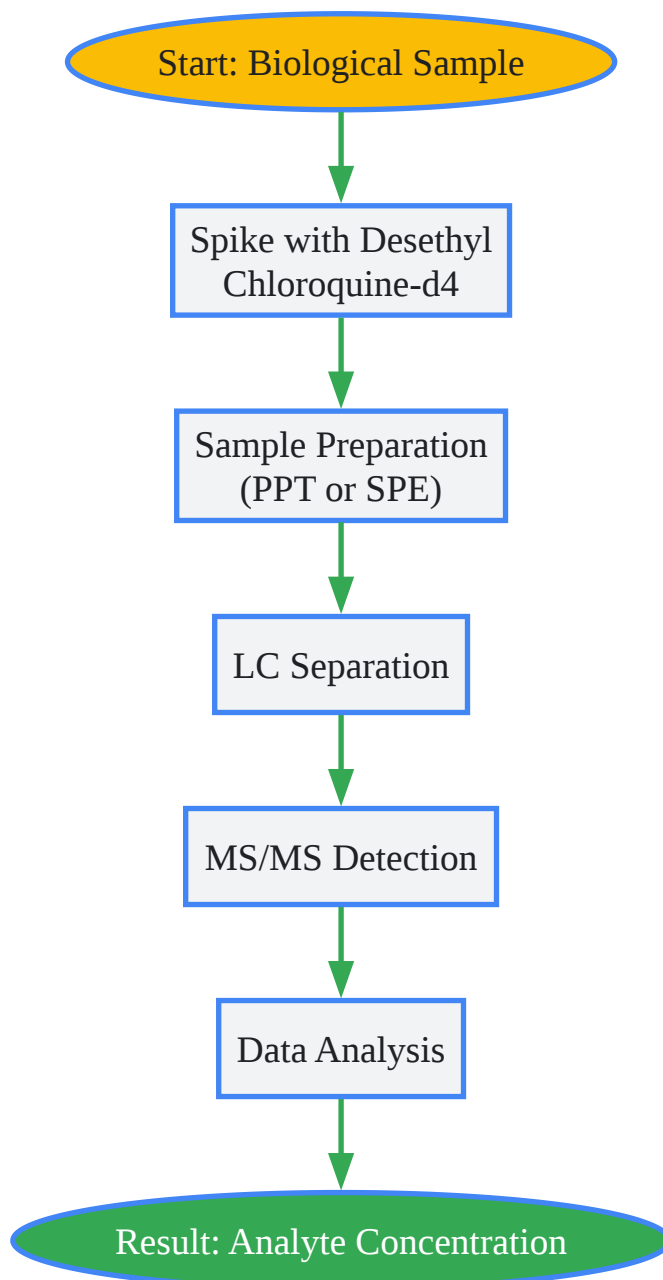 Start: Biological Sample
Spike with Desethyl
Chloroquine-d4
Sample Preparation
(PPT or SPE)
LC Separation
MS/MS Detection
Data Analysis
Result: Analyte Concentration